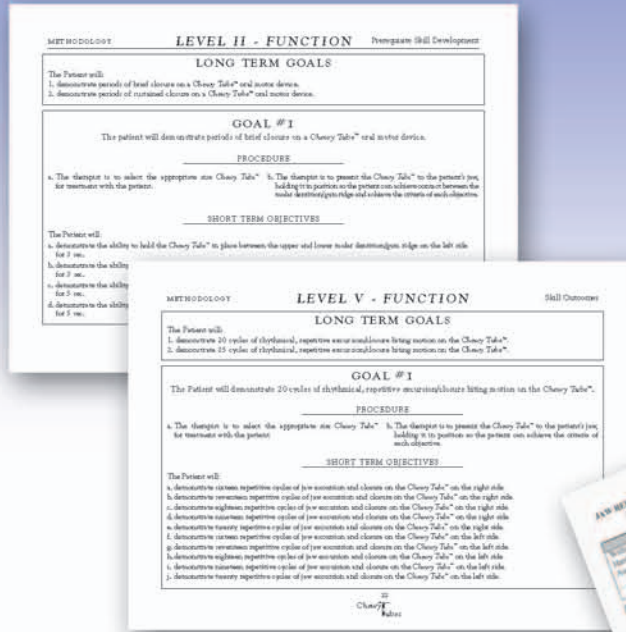 METHODOLOGY LEVEL II - FUNCTION Prerequisite Skill Development
LONG TERM GOALS
The Patient will:
1. demonstrate periods of brief closure on a Chewy Tube™ oral motor device.
2. demonstrate periods of sustained closure on a Chewy Tube™ oral motor device.
GOAL #1
The patient will demonstrate periods of brief closure on a Chewy Tube™ oral motor device.
PROCEDURE
a. The therapist is to select the appropriate size Chewy Tube™
for treatment with the patient.
b. The therapist is to present the Chewy Tube™ to the patient's jaw,
holding it in position so the patient can achieve contact between the
molar dentition/gum ridge and achieve the criteria of each objective.
SHORT TERM OBJECTIVES
The Patient will:
a. demonstrate the ability to hold the Chewy Tube™ in place between the upper and lower molar dentition/gum ridge on the left side
for 3 sec.
b. demonstrate the ability
for 3 sec.
c. demonstrate the ability
for 5 sec.
d. demonstrate the ability
for 5 sec.
METHODOLOGY LEVEL V - FUNCTION Skill Outcomes
LONG TERM GOALS
The Patient will:
1. demonstrate 20 cycles of rhythmical, repetitive excursion/closure biting motion on the Chewy Tube™.
2. demonstrate 25 cycles of rhythmical, repetitive excursion/closure biting motion on the Chewy Tube™.
GOAL #1
The Patient will demonstrate 20 cycles of rhythmical, repetitive excursion/closure biting motion on the Chewy Tube™.
PROCEDURE
a. The therapist is to select the appropriate size Chewy Tube™
for treatment with the patient
b. The therapist is to present the Chewy Tube™ to the patient's jaw,
holding it in position so the patient can achieve the criteria of
each objective.
SHORT TERM OBJECTIVES
The Patient will:
a. demonstrate sixteen repetitive cycles of jaw excursion and closure on the Chewy Tube™ on the right side.
b. demonstrate seventeen repetitive cycles of jaw excursion and closure on the Chewy Tube™ on the right side.
c. demonstrate eighteen repetitive cycles of jaw excursion and closure on the Chewy Tube™ on the right side.
d. demonstrate nineteen repetitive cycles of jaw excursion and closure on the Chewy Tube™ on the right side.
e. demonstrate twenty repetitive cycles of jaw excursion and closure on the Chewy Tube™ on the right side.
f. demonstrate sixteen repetitive cycles of jaw excursion and closure on the Chewy Tube™ on the left side.
g. demonstrate seventeen repetitive cycles of jaw excursion and closure on the Chewy Tube™ on the left side.
h. demonstrate eighteen repetitive cycles of jaw excursion and closure on the Chewy Tube™ on the left side.
i. demonstrate nineteen repetitive cycles of jaw excursion and closure on the Chewy Tube™ on the left side.
j. demonstrate twenty repetitive cycles of jaw excursion and closure on the Chewy Tube™ on the left side.
Chewy
Tubes
JAW